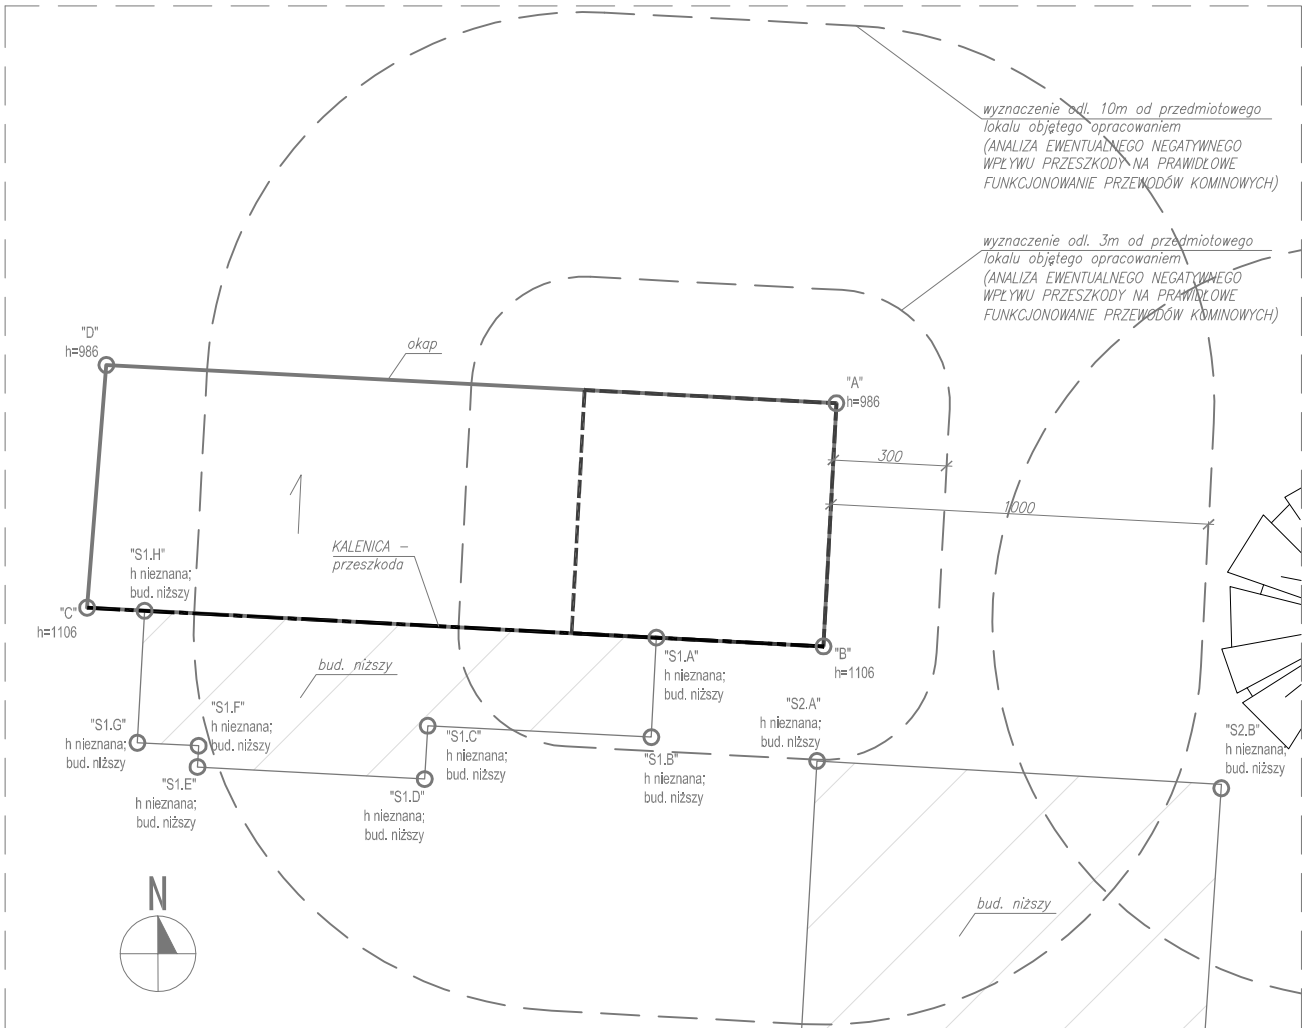 wyznaczenie odl. 10m od przedmiotowego
lokalu objętego opracowaniem
(ANALIZA EWENTUALNEGO NEGATYWNEGO
WPŁYWU PRZESZKODY NA PRAWIDŁOWE
FUNKCJONOWANIE PRZEWODÓW KOMINOWYCH)
wyznaczenie odl. 3m od przedmiotowego
lokalu objętego opracowaniem
(ANALIZA EWENTUALNEGO NEGATYWNEGO
WPŁYWU PRZESZKODY NA PRAWIDŁOWE
FUNKCJONOWANIE PRZEWODÓW KOMINOWYCH)
"D"
h=986
okap
"A"
h=986
300
1000
KALENICA –
przeszkoda
"S1.H"
h nieznana;
bud. niższy
"C"
h=1106
bud. niższy
"S1.A"
h nieznana;
bud. niższy
"B"
h=1106
"S2.A"
h nieznana;
bud. niższy
"S1.G"
h nieznana;
bud. niższy
"S1.F"
h nieznana;
bud. niższy
"S1.C"
h nieznana;
bud. niższy
"S2.B"
h nieznana;
bud. niższy
"S1.E"
h nieznana;
bud. niższy
"S1.D"
h nieznana;
bud. niższy
"S1.B"
h nieznana;
bud. niższy
N
bud. niższy